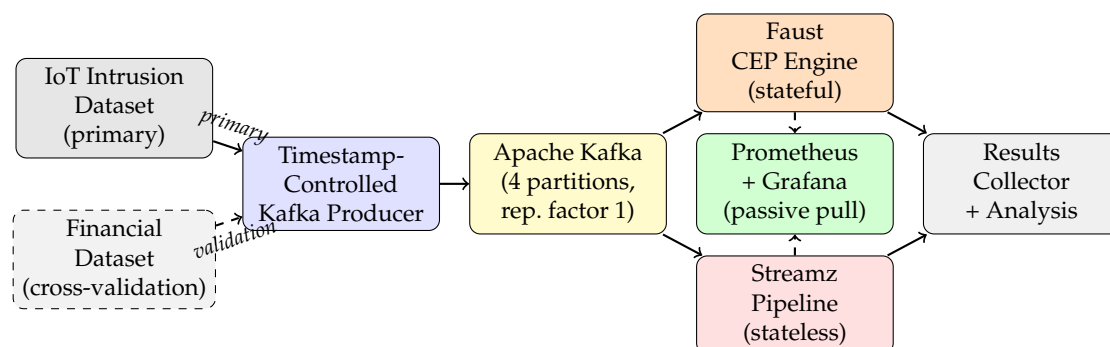 IoT Intrusion
Dataset
(primary)
primary
Financial
Dataset
(cross-validation)
validation
Timestamp-
Controlled
Kafka Producer
Apache Kafka
(4 partitions,
rep. factor 1)
Faust
CEP Engine
(stateful)
Prometheus
+ Grafana
(passive pull)
Streamz
Pipeline
(stateless)
Results
Collector
+ Analysis